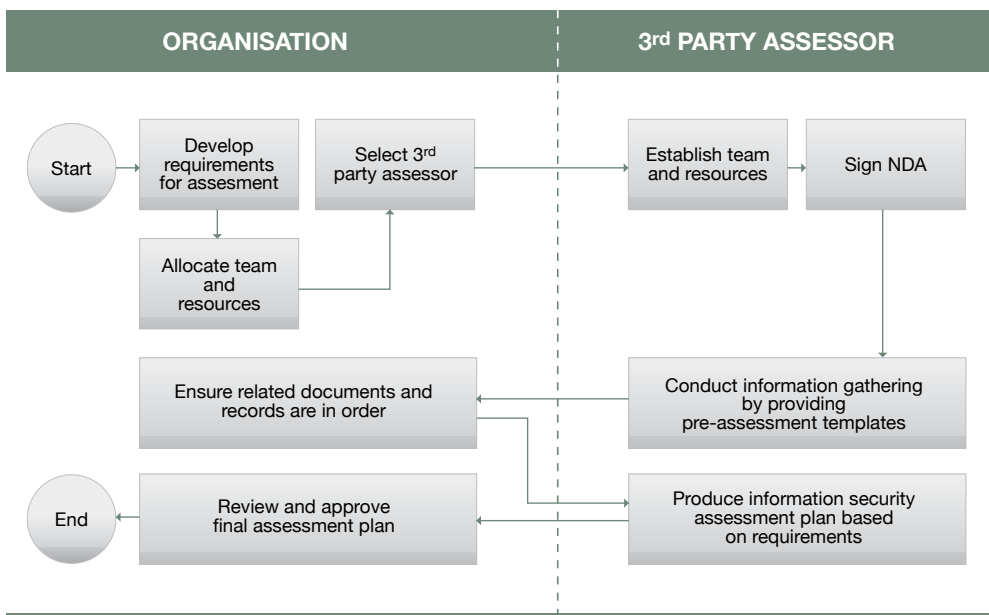 ORGANISATION
3rd PARTY ASSESSOR
Start
Develop
requirements
for assesment
Select 3rd
party assessor
Establish team
and resources
Sign NDA
Allocate team
and
resources
Ensure related documents and
records are in order
Conduct information gathering
by providing
pre-assessment templates
End
Review and approve
final assessment plan
Produce information security
assessment plan based
on requirements